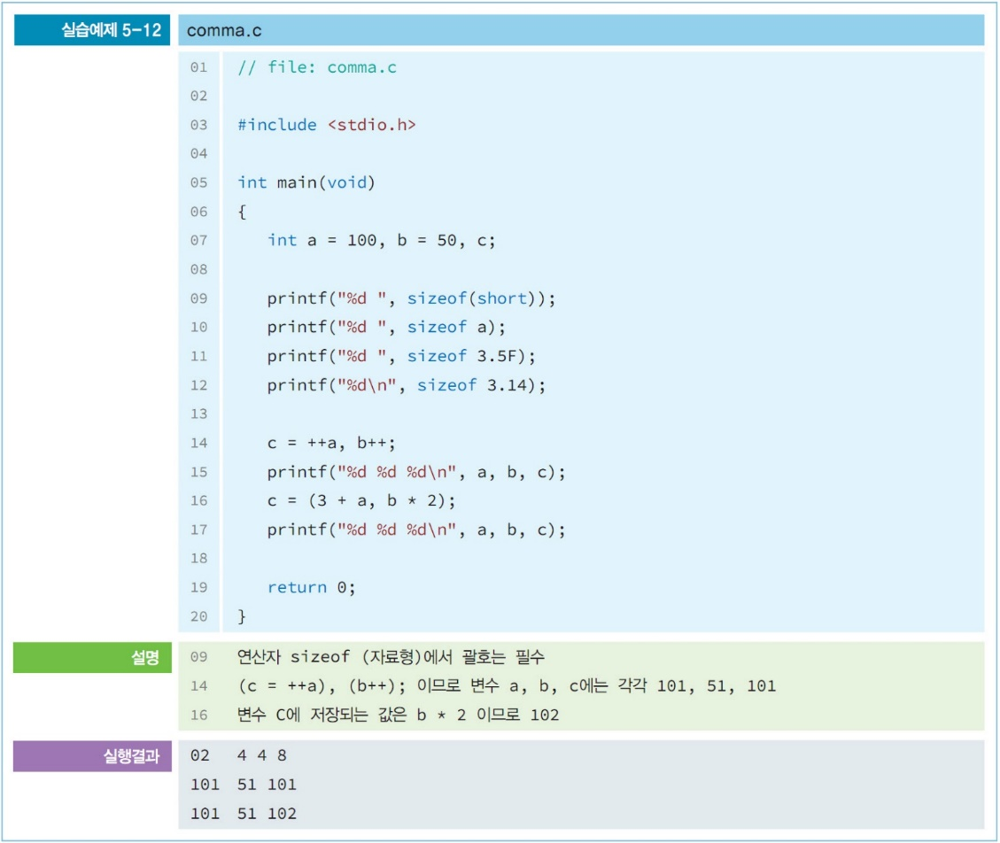 실습예제 5-12 comma.c
01 // file: comma.c
02
03 #include <stdio.h>
04
05 int main(void)
06 {
07 int a = 100, b = 50, c;
08
09 printf("%d ", sizeof(short));
10 printf("%d ", sizeof a);
11 printf("%d ", sizeof 3.5F);
12 printf("%d\n", sizeof 3.14);
13
14 c = ++a, b++;
15 printf("%d %d %d\n", a, b, c);
16 c = (3 + a, b * 2);
17 printf("%d %d %d\n", a, b, c);
18
19 return 0;
20 }
설명 09 연산자 sizeof (자료형)에서 괄호는 필수
14 (c = ++a), (b++); 이므로 변수 a, b, c에는 각각 101, 51, 101
16 변수 C에 저장되는 값은 b * 2 이므로 102
실행결과 02 4 4 8
101 51 101
101 51 102